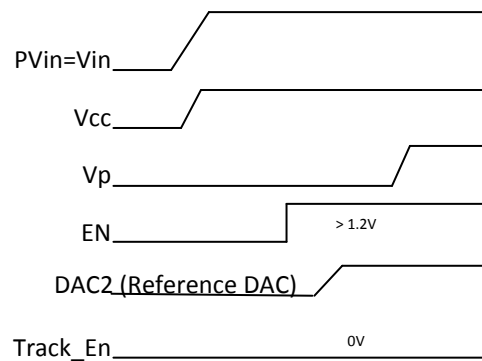 PVin=Vin
Vcc
Vp
EN
> 1.2V
DAC2 (Reference DAC)
Track_En
0V